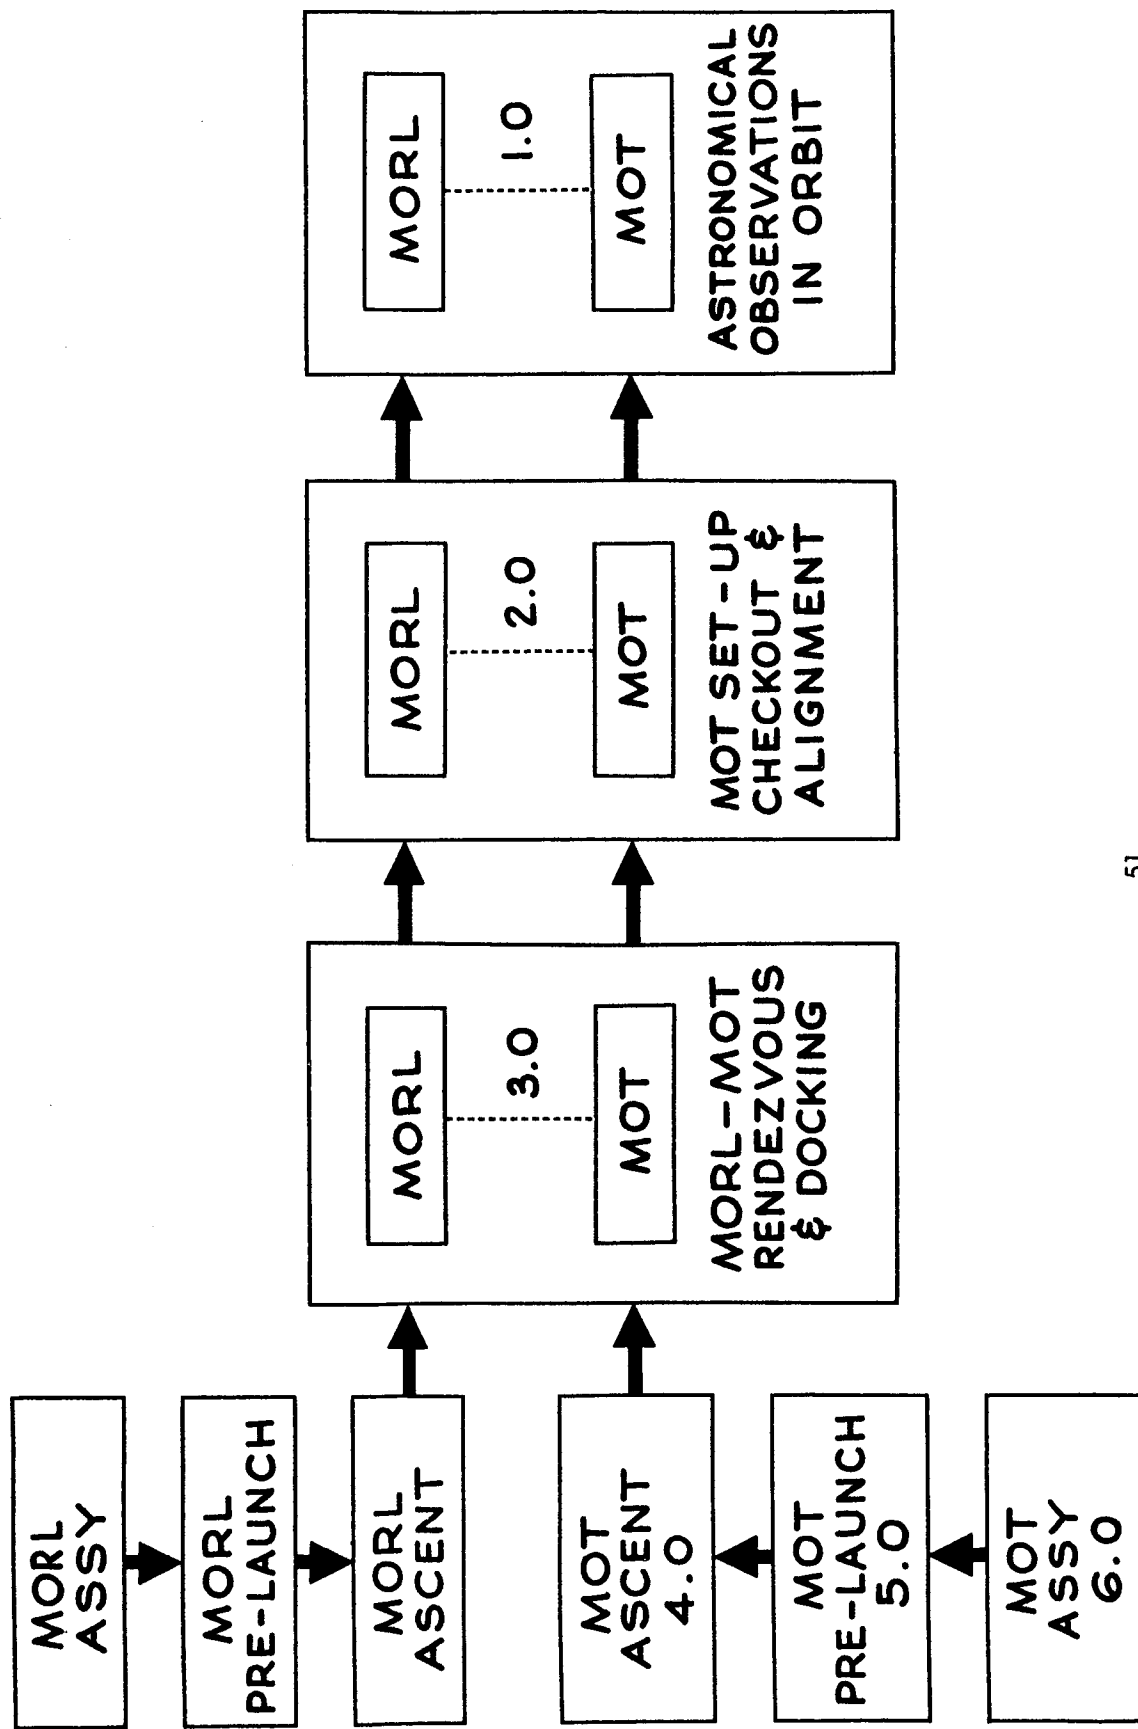 MORL
ASSY
MORL
PRE-LAUNCH
MORL
ASCENT
MOT
ASCENT
4.0
MOT
PRE-LAUNCH
5.0
MOT
ASSY
6.0
MORL
3.0
MOT
MORL-MOT
RENDEZVOUS
& DOCKING
MORL
2.0
MOT
MOT SET-UP
CHECKOUT &
ALIGNMENT
MORL
1.0
MOT
ASTRONOMICAL
OBSERVATIONS
IN ORBIT
51